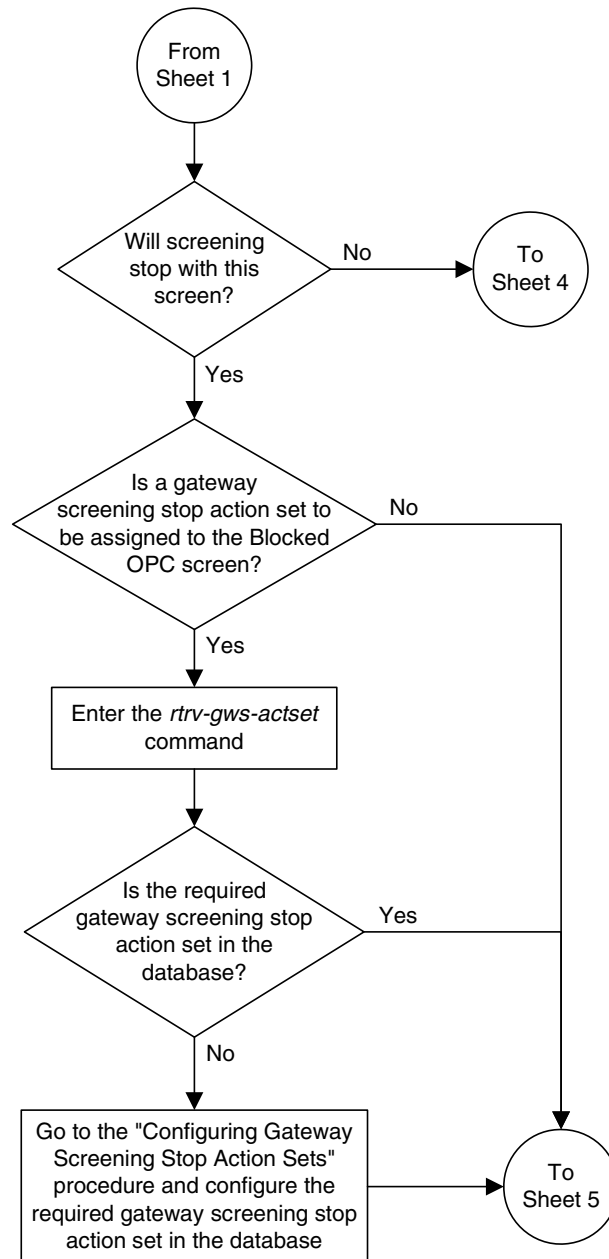 From
Sheet 1
Will screening
stop with this
screen?
No
To
Sheet 4
Yes
Is a gateway
screening stop action set to
be assigned to the Blocked
OPC screen?
No
Yes
Enter the rtrv-gws-actset
command
Is the required
gateway screening stop
action set in the
database?
Yes
No
Go to the "Configuring Gateway
Screening Stop Action Sets"
procedure and configure the
required gateway screening stop
action set in the database
To
Sheet 5